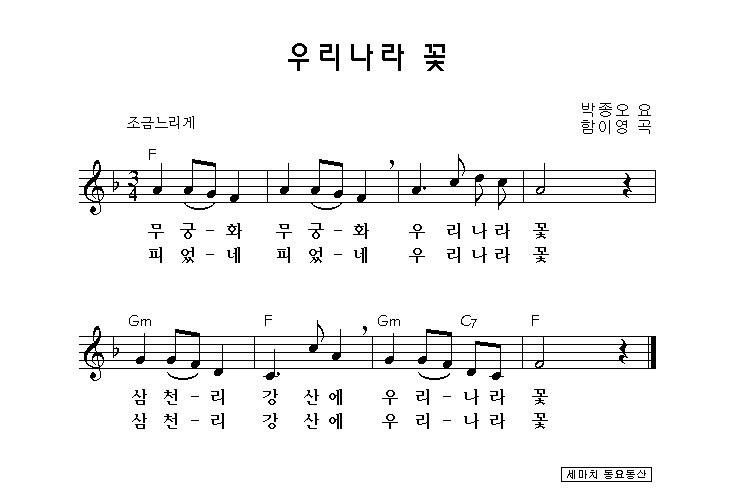 우리나라 꽃
박종오 요
조금느리게
함이영 곡
F
3
4
무 궁-화 무 궁-화 우 리나라 꽃
피 었-네 피 었-네 우 리나라 꽃
Gm F Gm C7 F
삼 천-리 강 산에 우 리-나라 꽃
삼 천-리 강 산에 우 리-나라 꽃
세마치 동요동산